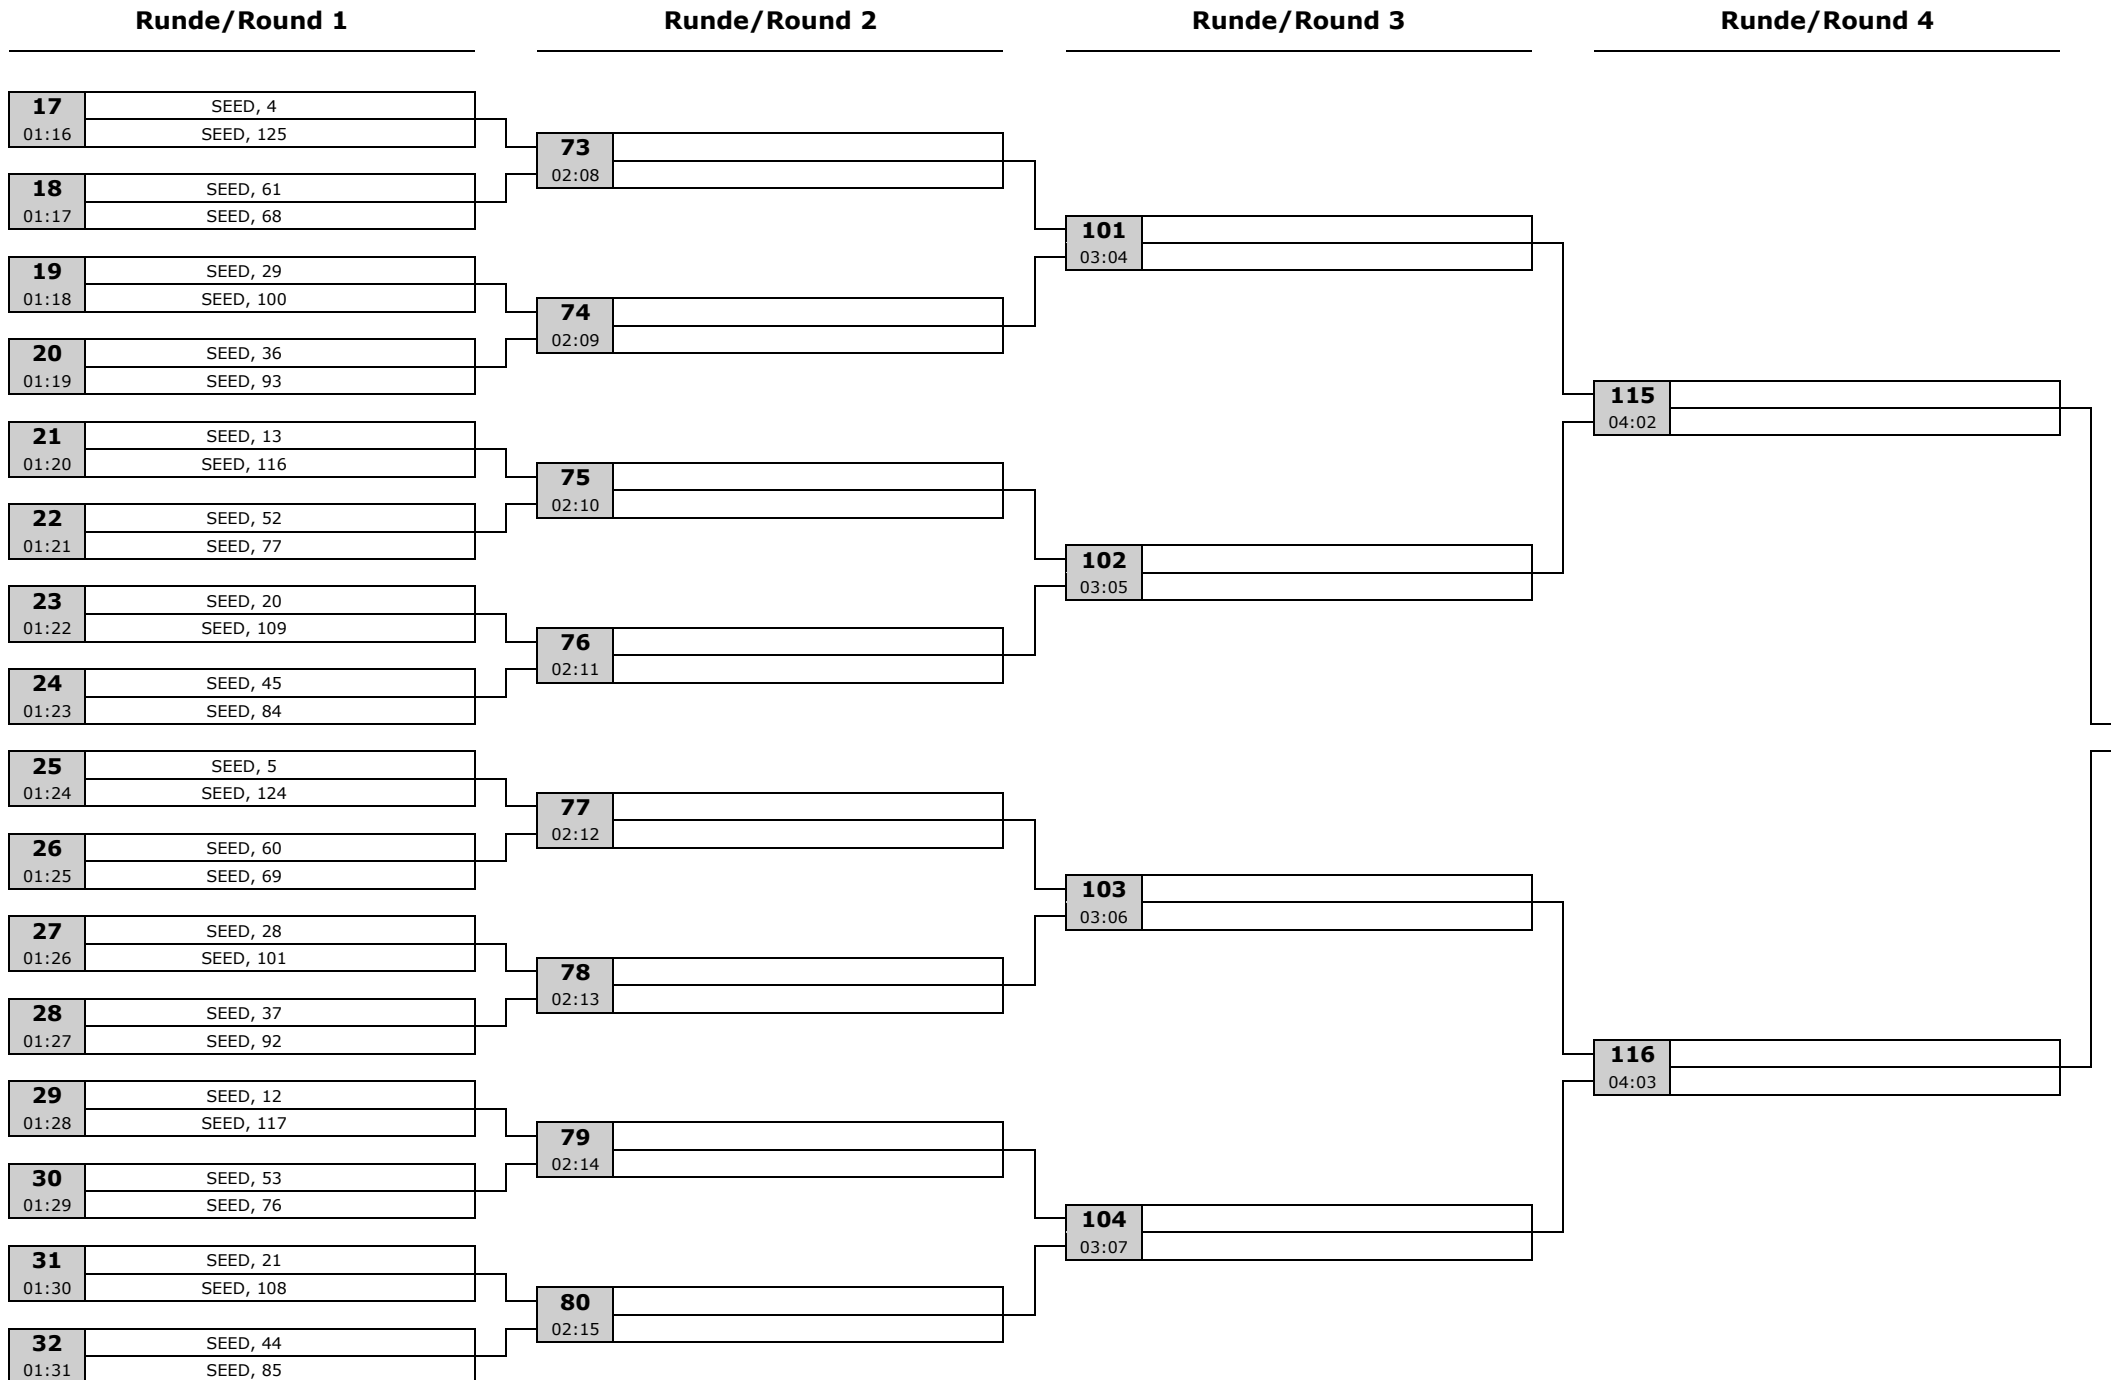 Runde/Round 1
Runde/Round 2
Runde/Round 3
Runde/Round 4
17 SEED, 4
01:16 SEED, 125
18 SEED, 61
01:17 SEED, 68
19 SEED, 29
01:18 SEED, 100
20 SEED, 36
01:19 SEED, 93
21 SEED, 13
01:20 SEED, 116
22 SEED, 52
01:21 SEED, 77
23 SEED, 20
01:22 SEED, 109
24 SEED, 45
01:23 SEED, 84
25 SEED, 5
01:24 SEED, 124
26 SEED, 60
01:25 SEED, 69
27 SEED, 28
01:26 SEED, 101
28 SEED, 37
01:27 SEED, 92
29 SEED, 12
01:28 SEED, 117
30 SEED, 53
01:29 SEED, 76
31 SEED, 21
01:30 SEED, 108
32 SEED, 44
01:31 SEED, 85
73
02:08
74
02:09
75
02:10
76
02:11
77
02:12
78
02:13
79
02:14
80
02:15
101
03:04
102
03:05
103
03:06
104
03:07
115
04:02
116
04:03